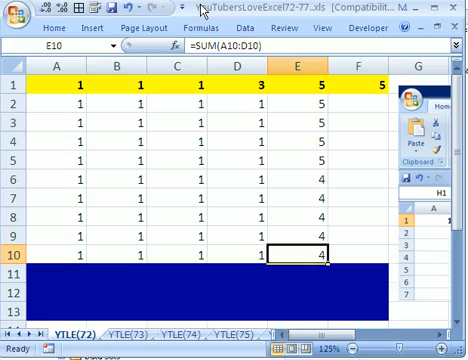 YouTubersLoveExcel72-77..xls [Compatibilit...
Home Page Layout Formulas Data Review View Developer
E10 =SUM(A10:D10)
A B C D E F G
1 1 1 1 3 5 5
2 1 1 1 1 5
3 1 1 1 1 5
4 1 1 1 1 5
5 1 1 1 1 5
6 1 1 1 1 4
7 1 1 1 1 4
8 1 1 1 1 4
9 1 1 1 1 4
10 1 1 1 1 4
11
12
13
Home
Paste
Clipboard
H1
A
1
2
3
4
5
6
7
YTLE(72) YTLE(73) YTLE(74) YTLE(75)
Ready 125%